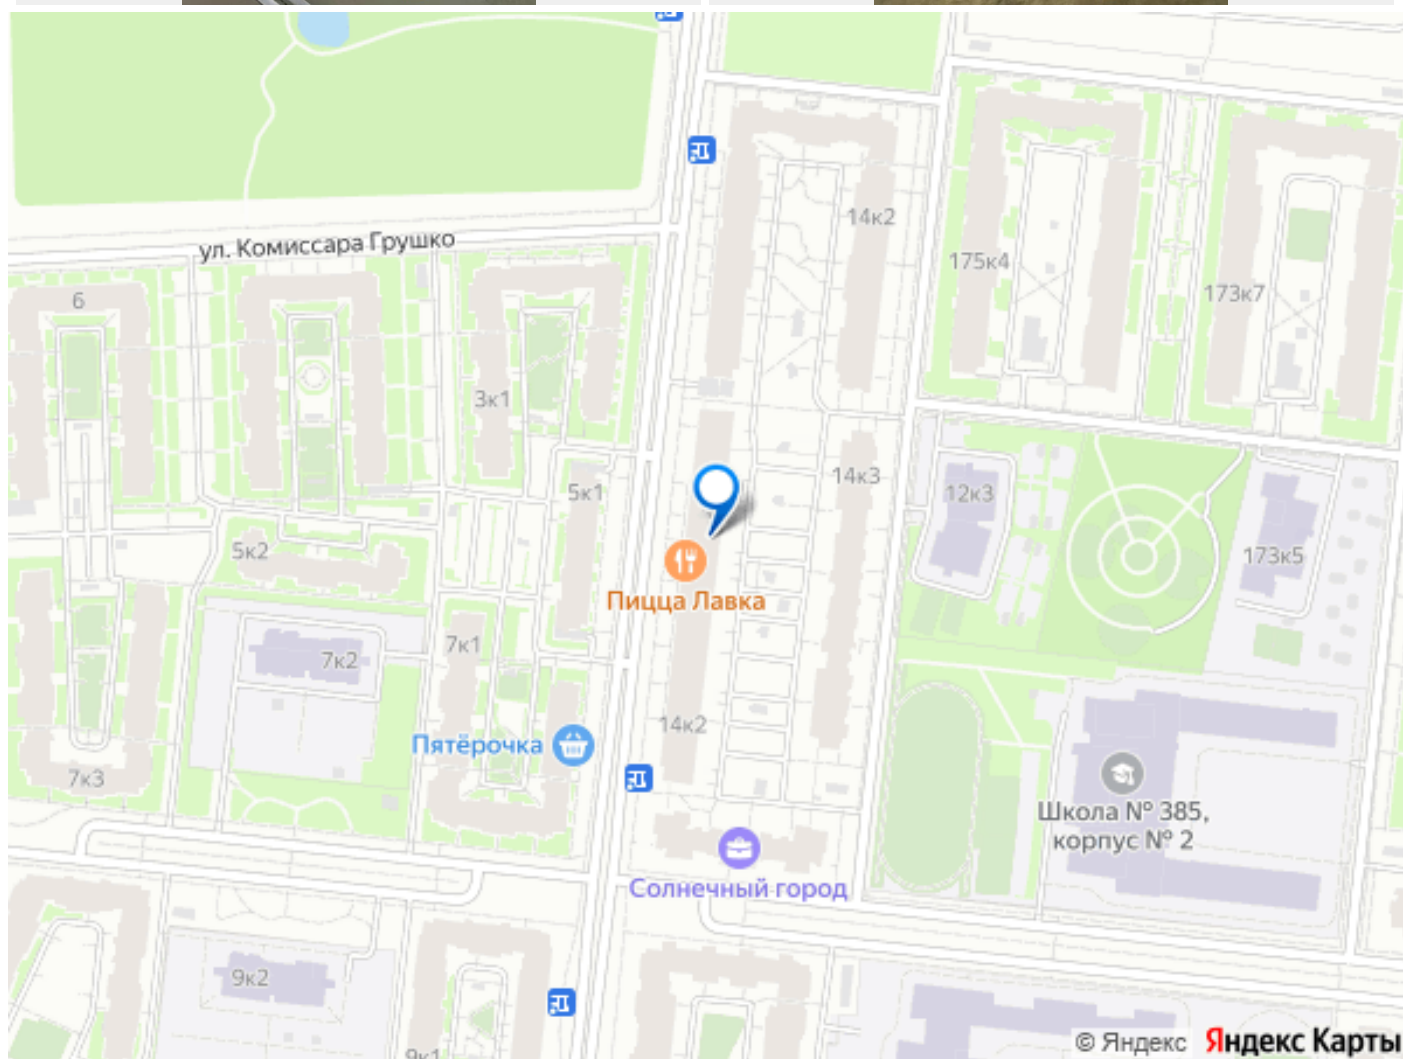 14к2
ул. Комиссара Грушко
175к4
6
173к7
3к1
14к3
5к1
12к3
5к2
173к5
Пицца Лавка
7к1
7к2
14к2
Пятёрочка
7к3
Школа № 385,
корпус № 2
Солнечный город
9к2
© Яндекс Яндекс Карты
9к1